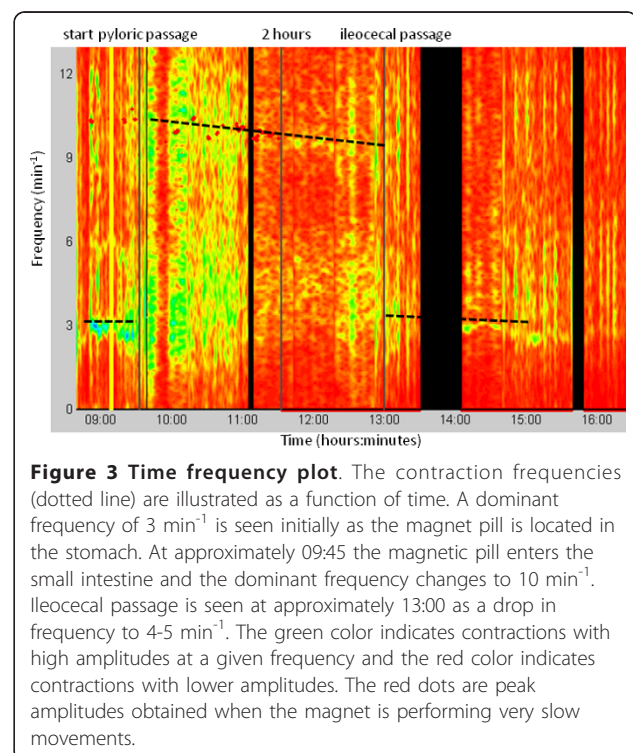 start pyloric passage 2 hours ileocecal passage
12
9
6
3
0
Frequency (min⁻¹)
09:00 10:00 11:00 12:00 13:00 14:00 15:00 16:00
Time (hours:minutes)
Figure 3 Time frequency plot. The contraction frequencies
(dotted line) are illustrated as a function of time. A dominant
frequency of 3 min⁻¹ is seen initially as the magnet pill is located in
the stomach. At approximately 09:45 the magnetic pill enters the
small intestine and the dominant frequency changes to 10 min⁻¹.
Ileocecal passage is seen at approximately 13:00 as a drop in
frequency to 4-5 min⁻¹. The green color indicates contractions with
high amplitudes at a given frequency and the red color indicates
contractions with lower amplitudes. The red dots are peak
amplitudes obtained when the magnet is performing very slow
movements.